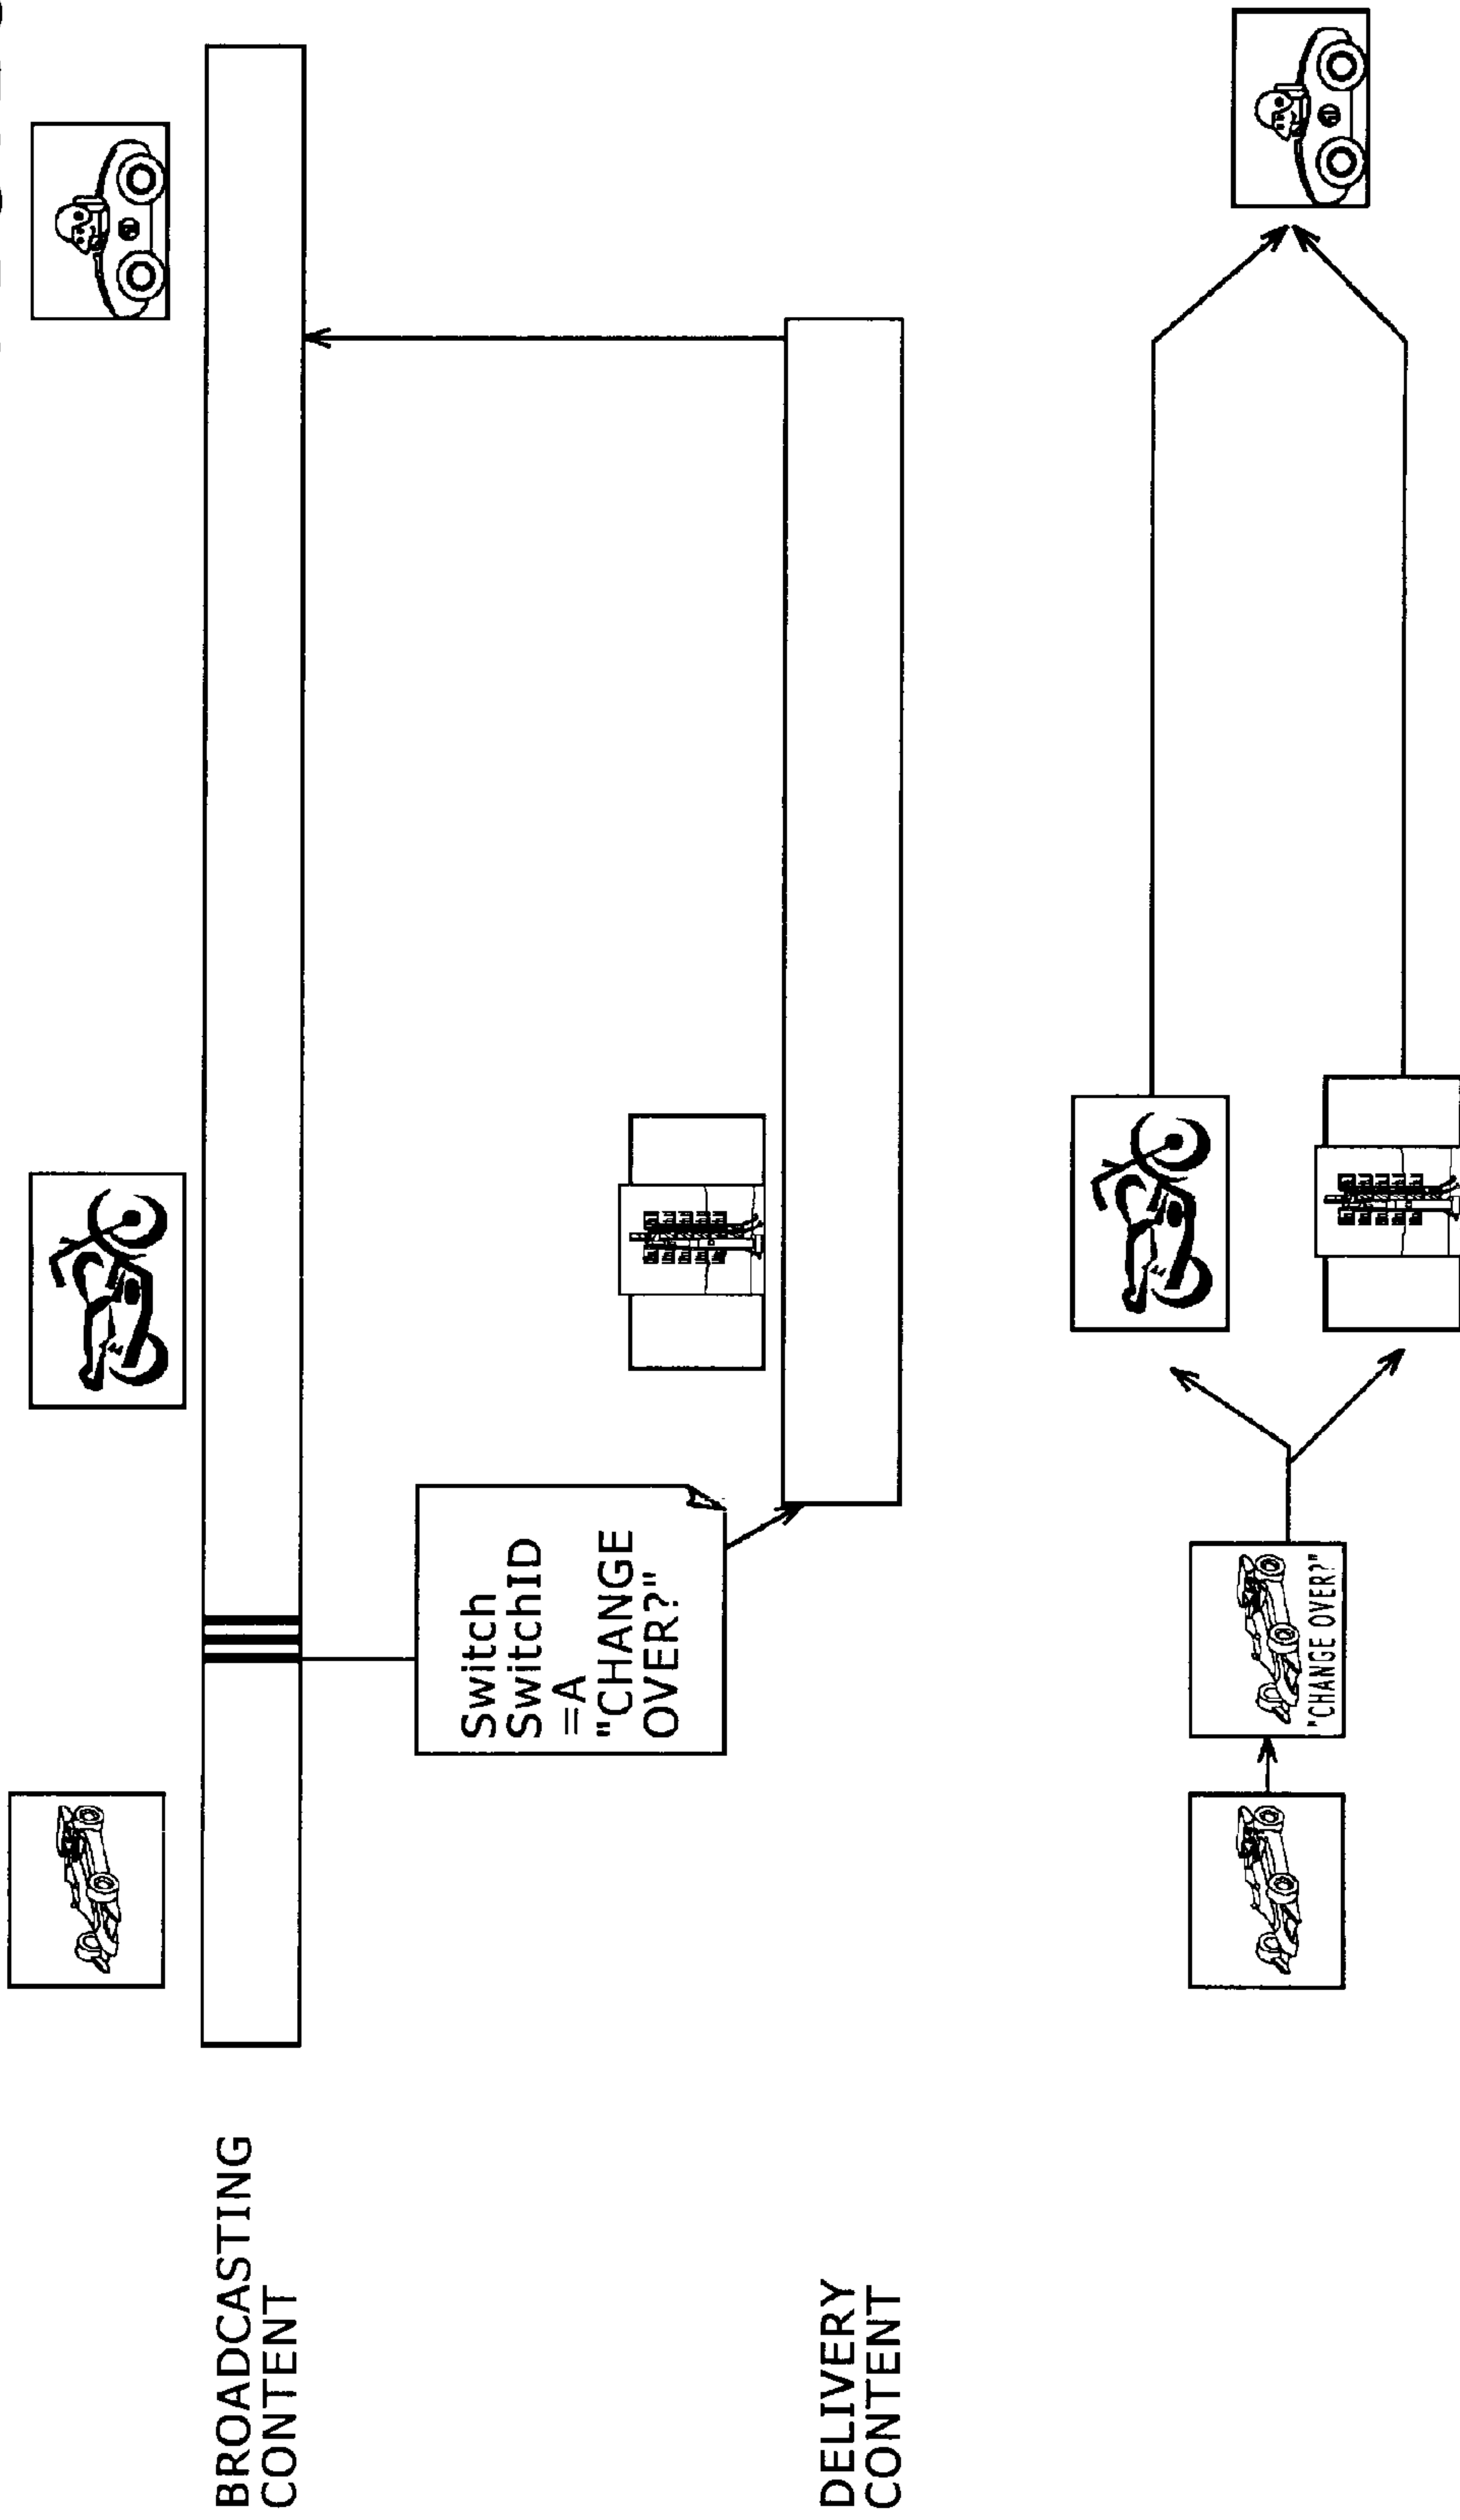 BROADCASTING
CONTENT
Switch
SwitchID
=A
"CHANGE
OVER?"
DELIVERY
CONTENT
"CHANGE OVER?"